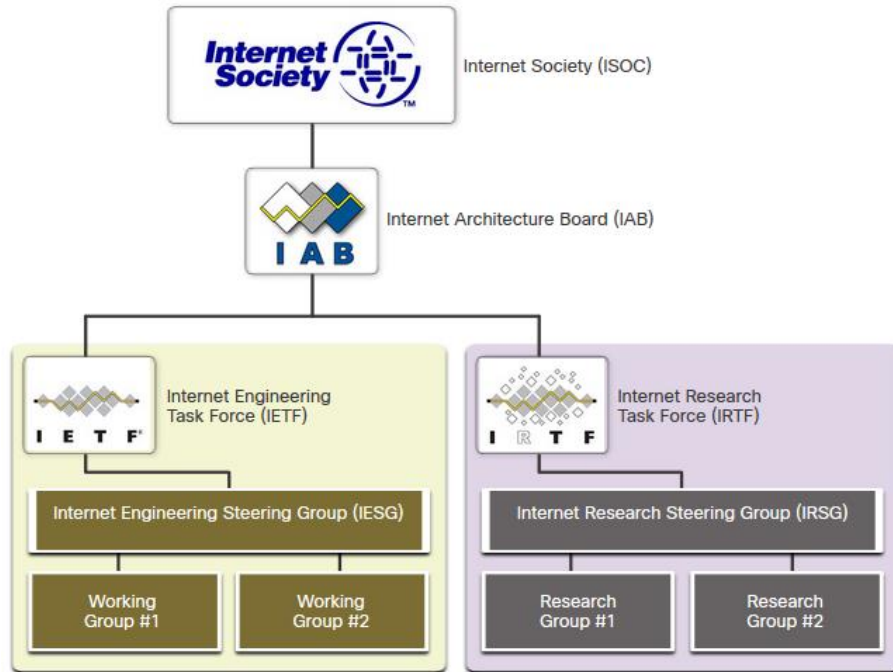 Internet
Society
TM
Internet Society (ISOC)
I A B
Internet Architecture Board (IAB)
I E T F®
Internet Engineering
Task Force (IETF)
I R T F
Internet Research
Task Force (IRTF)
Internet Engineering Steering Group (IESG)
Internet Research Steering Group (IRSG)
Working
Group #1
Working
Group #2
Research
Group #1
Research
Group #2